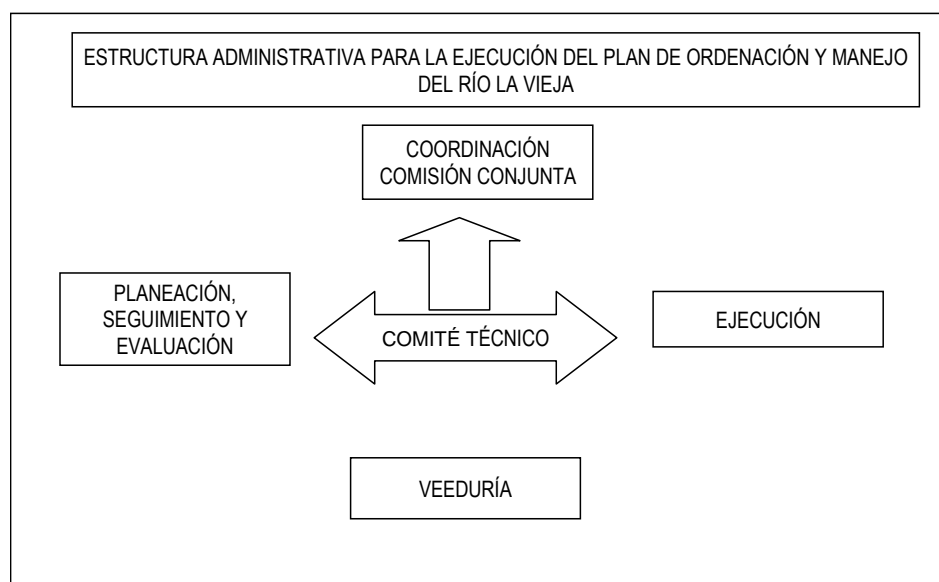 ESTRUCTURA ADMINISTRATIVA PARA LA EJECUCIÓN DEL PLAN DE ORDENACIÓN Y MANEJO
DEL RÍO LA VIEJA
COORDINACIÓN
COMISIÓN CONJUNTA
PLANEACIÓN,
SEGUIMIENTO Y
EVALUACIÓN
COMITÉ TÉCNICO
EJECUCIÓN
VEEDURÍA